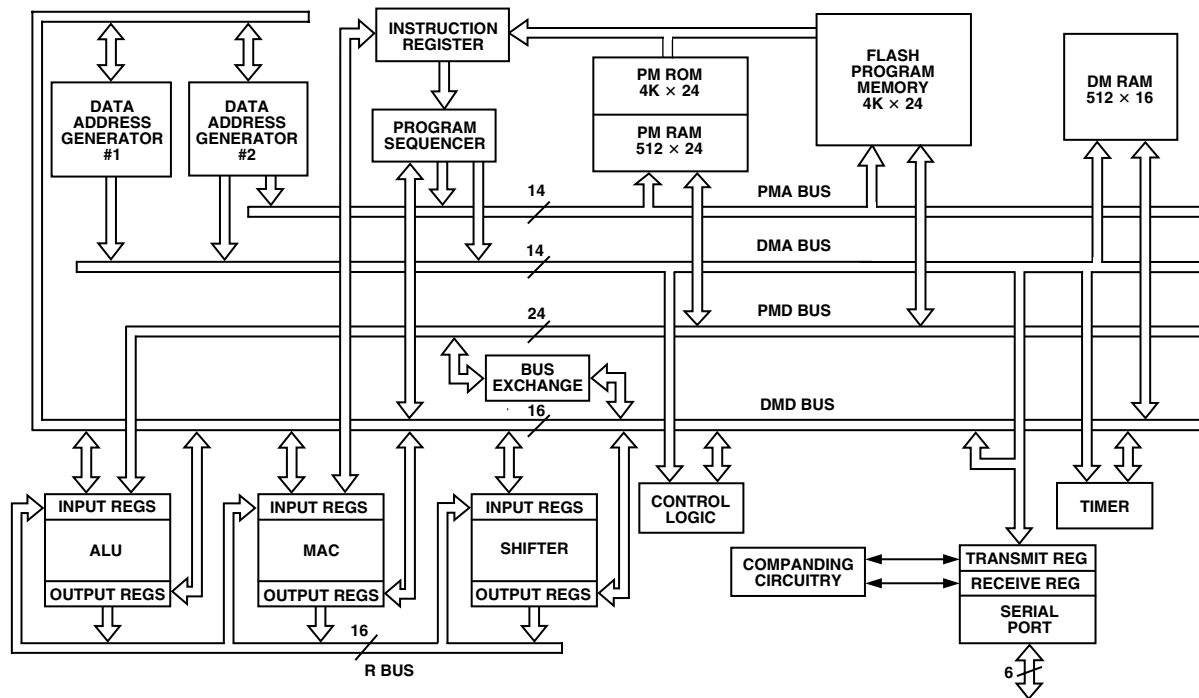 INSTRUCTION
REGISTER
FLASH
PROGRAM
MEMORY
4K × 24
PM ROM
4K × 24
DM RAM
512 × 16
DATA
ADDRESS
GENERATOR
#1
DATA
ADDRESS
GENERATOR
#2
PROGRAM
SEQUENCER
PM RAM
512 × 24
14
PMA BUS
14
DMA BUS
24
PMD BUS
BUS
EXCHANGE
16
DMD BUS
INPUT REGS
ALU
OUTPUT REGS
INPUT REGS
MAC
OUTPUT REGS
INPUT REGS
SHIFTER
OUTPUT REGS
CONTROL
LOGIC
TIMER
COMPANDING
CIRCUITRY
TRANSMIT REG
RECEIVE REG
SERIAL
PORT
16
R BUS
6